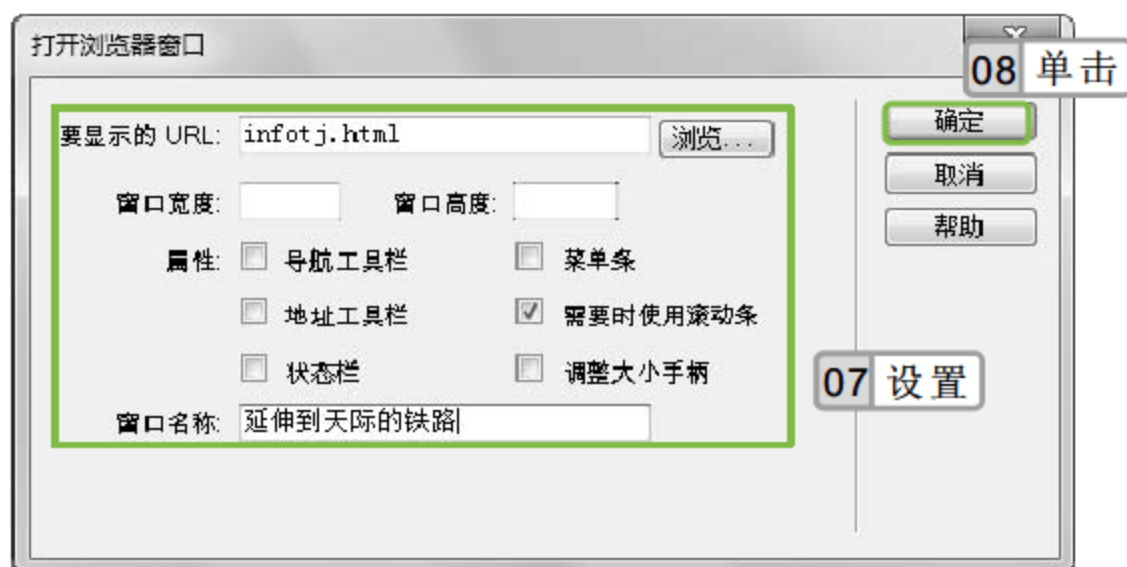 打开浏览器窗口
08 单击
要显示的 URL: infotj.html 浏览... 确定
取消
窗口宽度: 窗口高度: 帮助
属性: 导航工具栏 菜单条
地址工具栏 需要时使用滚动条
状态栏 调整大小手柄
07 设置
窗口名称: 延伸到天际的铁路